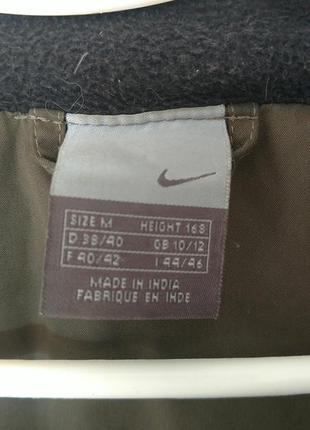 SIZE M HEIGHT 168
D 38/40 GB 10/12
F 40/42 I 44/46
MADE IN INDIA
FABRIQUE EN INDE